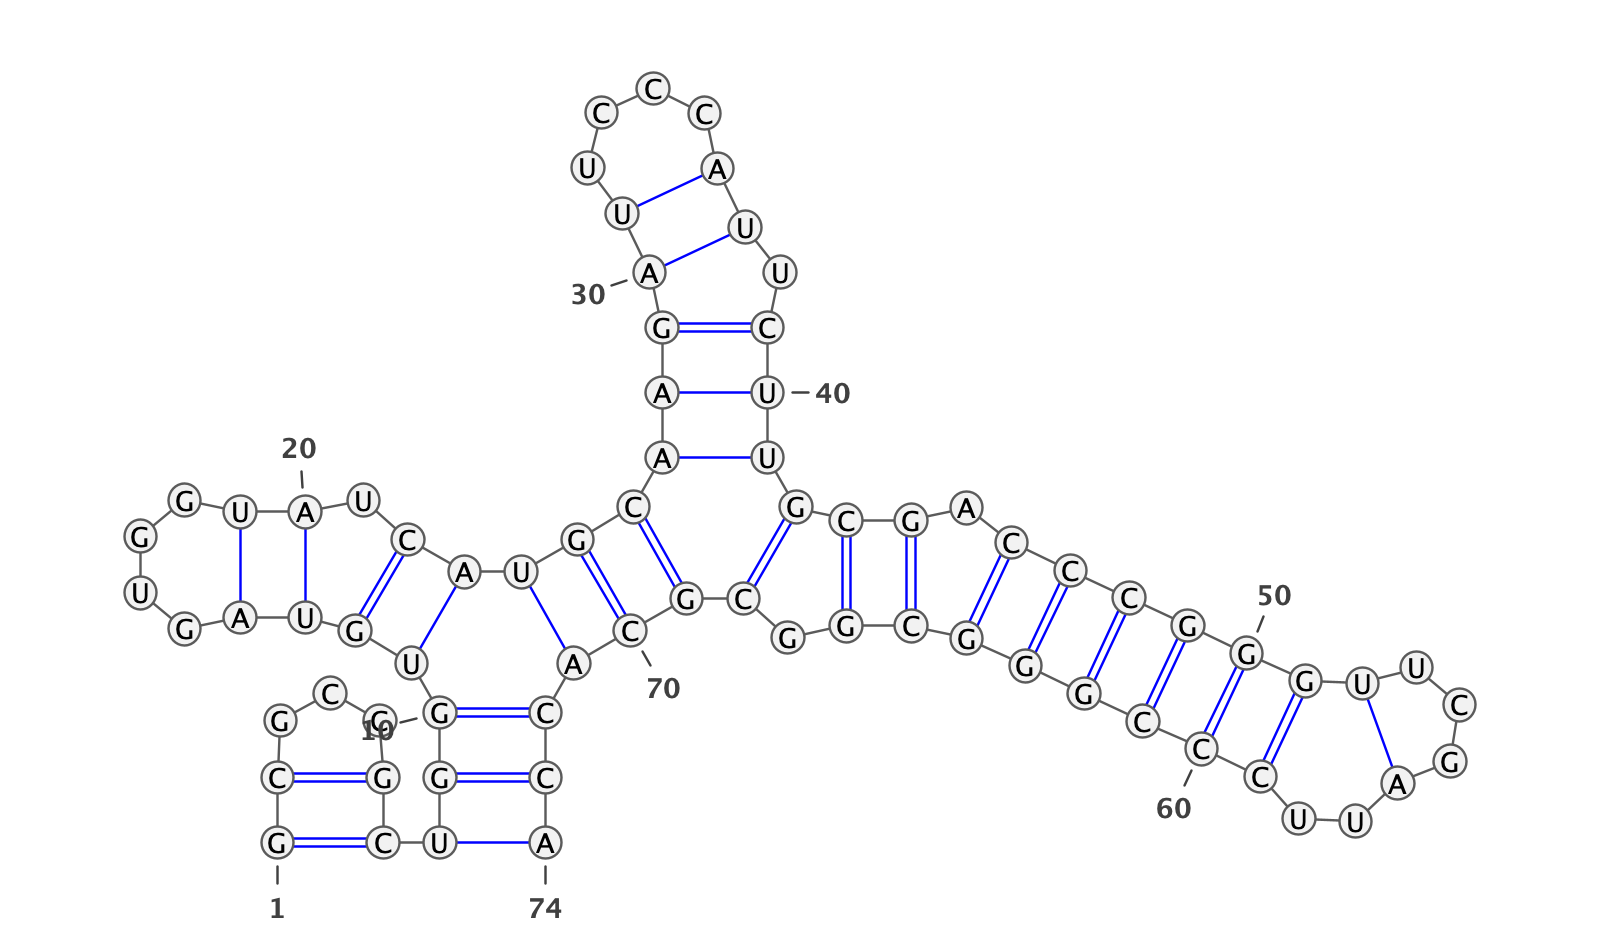 C
C C
U A
U U
A U
30
G C
A U 40
20
A U
G U A U C G C G A
G C G C
A U C
50
U G C C G
G A U G C G G C G
U A G G G U U
G C G G C
10 C G
C G G C C C A
60
G C U A U U
1 74
70